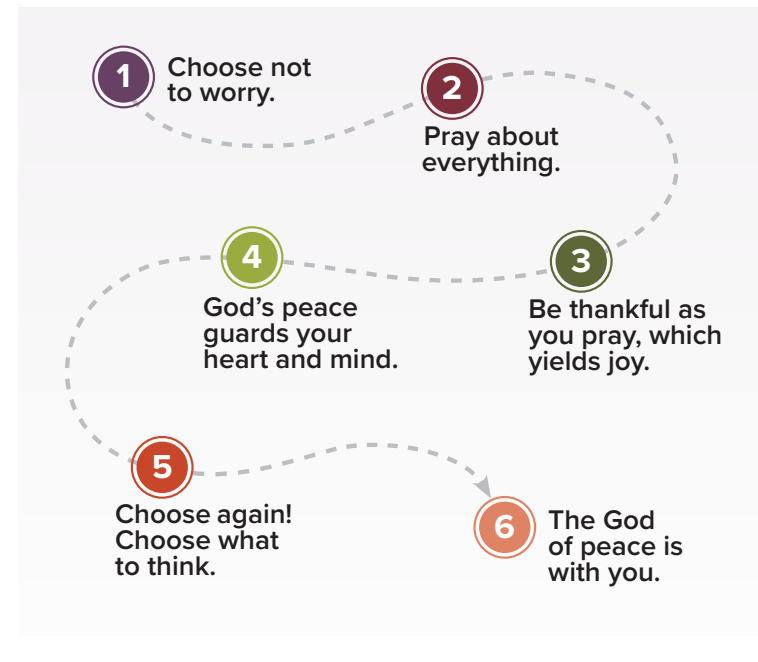 1
Choose not
to worry.
2
Pray about
everything.
3
Be thankful as
you pray, which
yields joy.
4
God’s peace
guards your
heart and mind.
5
Choose again!
Choose what
to think.
6
The God
of peace is
with you.